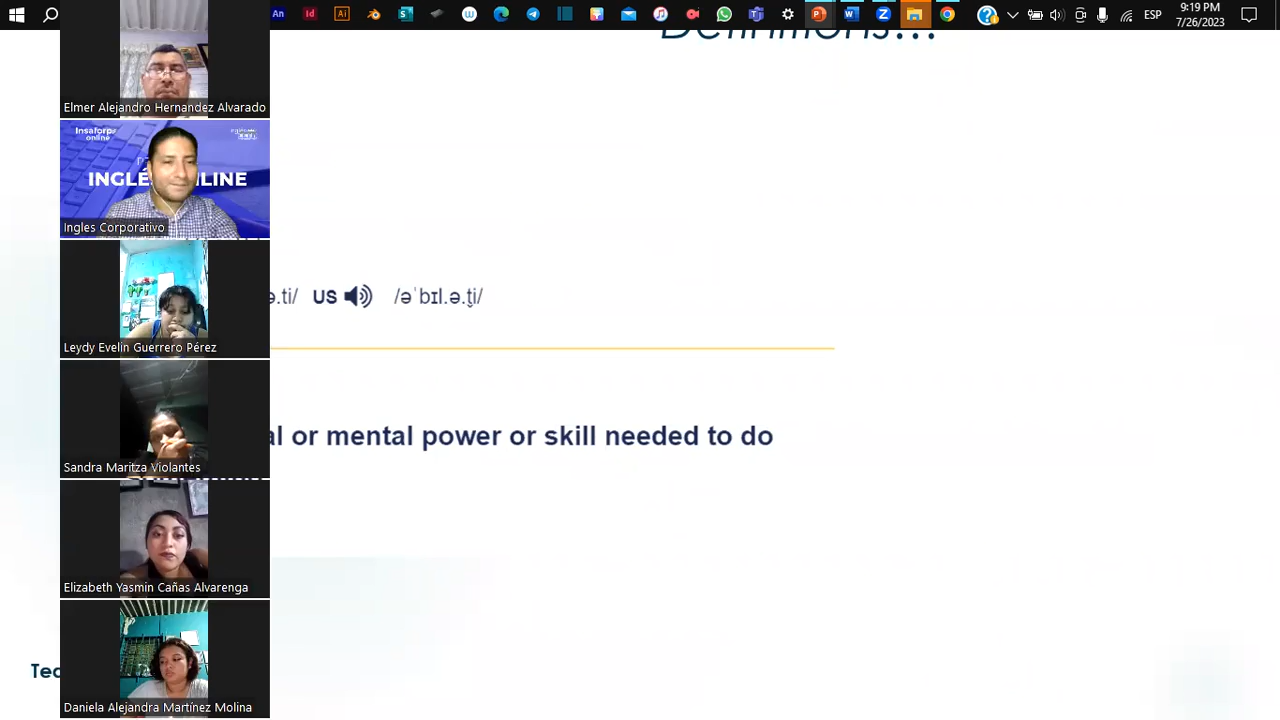 9:19 PM
ESP
7/26/2023
Definitions...
Elmer Alejandro Hernandez Alvarado
Insaforp
online
INGLÉS ONLINE
Ingles Corporativo
ə.ti/ US /əˈbɪl.ə.t̬i/
Leydy Evelin Guerrero Pérez
al or mental power or skill needed to do
Sandra Maritza Violantes
Elizabeth Yasmin Cañas Alvarenga
Tec
Daniela Alejandra Martínez Molina